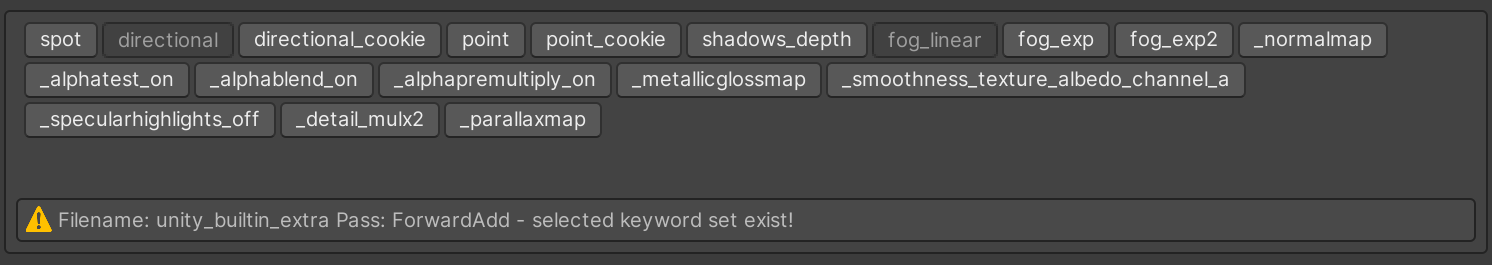 spot directional directional_cookie point point_cookie shadows_depth fog_linear fog_exp fog_exp2 _normalmap
_alphatest_on _alphablend_on _alphapremultiply_on _metallicglossmap _smoothness_texture_albedo_channel_a
_specularhighlights_off _detail_mulx2 _parallaxmap
Filename: unity_builtin_extra Pass: ForwardAdd - selected keyword set exist!